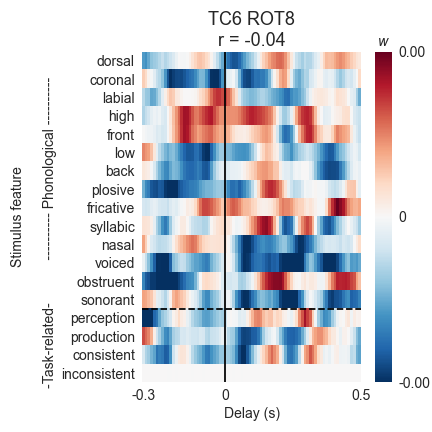 TC6 ROT8
r = -0.04
w
dorsal
coronal
labial
high
front
low
back
plosive
fricative
syllabic
nasal
voiced
obstruent
sonorant
perception
production
consistent
inconsistent
Stimulus feature
-Task-related- ---------- Phonological ----------
0.00
0
-0.00
-0.3
0
0.5
Delay (s)